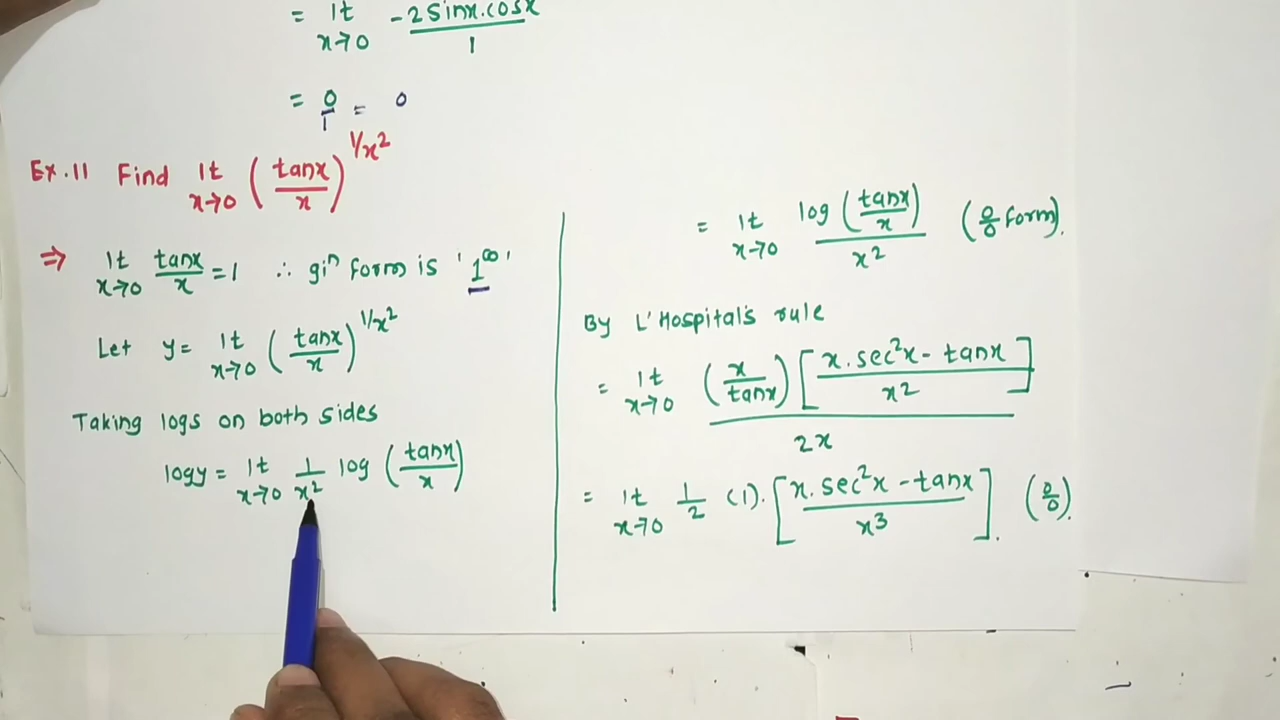 = lt x→0 -2 sinx.cosx / 1
= 0/1 = 0
Ex.11 Find lt x→0 (tanx/x)^1/x²
⇒ lt x→0 tanx/x = 1 ∴ giⁿ form is '1^∞'
Let y = lt x→0 (tanx/x)^1/x²
Taking logs on both sides
logy = lt x→0 1/x² log (tanx/x)
= lt x→0 log (tanx/x) / x² (0/0 form).
By L'Hospital's rule
= lt x→0 (x/tanx) [x.sec²x - tanx / x²] / 2x
= lt x→0 1/2 (1). [x.sec²x - tanx / x³]. (0/0).